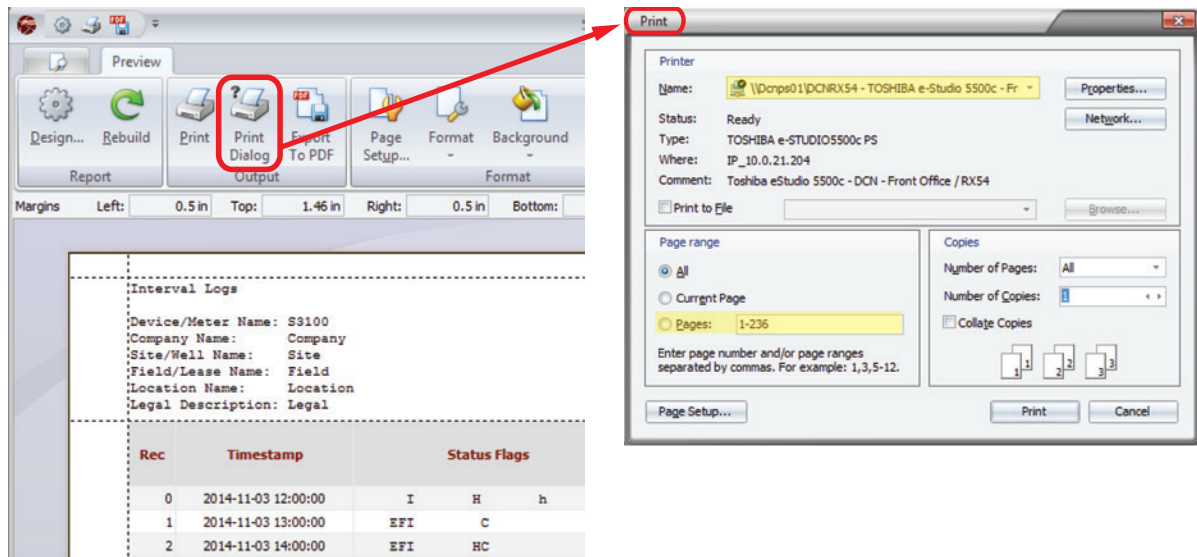 Preview
Design...
Rebuild
Print
?
Print Dialog
PDF
Export To PDF
Page Setup...
Format
Background
Report
Output
Format
Margins Left: 0.5 in Top: 1.46 in Right: 0.5 in Bottom:
Interval Logs
Device/Meter Name: S3100
Company Name: Company
Site/Well Name: Site
Field/Lease Name: Field
Location Name: Location
Legal Description: Legal
Rec Timestamp Status Flags
0 2014-11-03 12:00:00 I H h
1 2014-11-03 13:00:00 EFI C
2 2014-11-03 14:00:00 EFI HC
Print
Printer
Name: \\Dcnps01\DCNRX54 - TOSHIBA e-Studio 5500c - Fr
Properties...
Status: Ready
Network...
Type: TOSHIBA e-STUDIO5500c PS
Where: IP_10.0.21.204
Comment: Toshiba eStudio 5500c - DCN - Front Office / RX54
Print to File
Browse...
Page range
All
Current Page
Pages: 1-236
Enter page number and/or page ranges
separated by commas. For example: 1,3,5-12.
Copies
Number of Pages: All
Number of Copies: 1
Collate Copies
1 1 2 2 3 3
Page Setup...
Print
Cancel